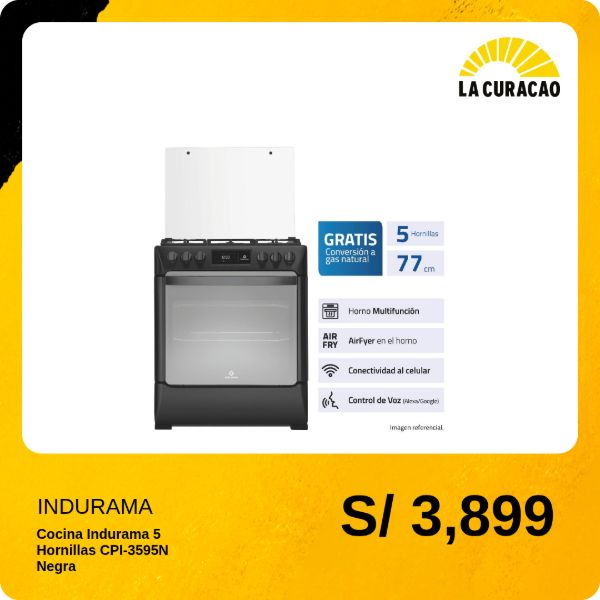 LA CURACAO
GRATIS
Conversión a
gas natural
5 Hornillas
77 cm
Horno Multifunción
AIR
FRY
AirFyer en el horno
Conectividad al celular
Control de Voz (Alexa/Google)
Imagen referencial.
INDURAMA
Cocina Indurama 5
Hornillas CPI-3595N
Negra
S/ 3,899